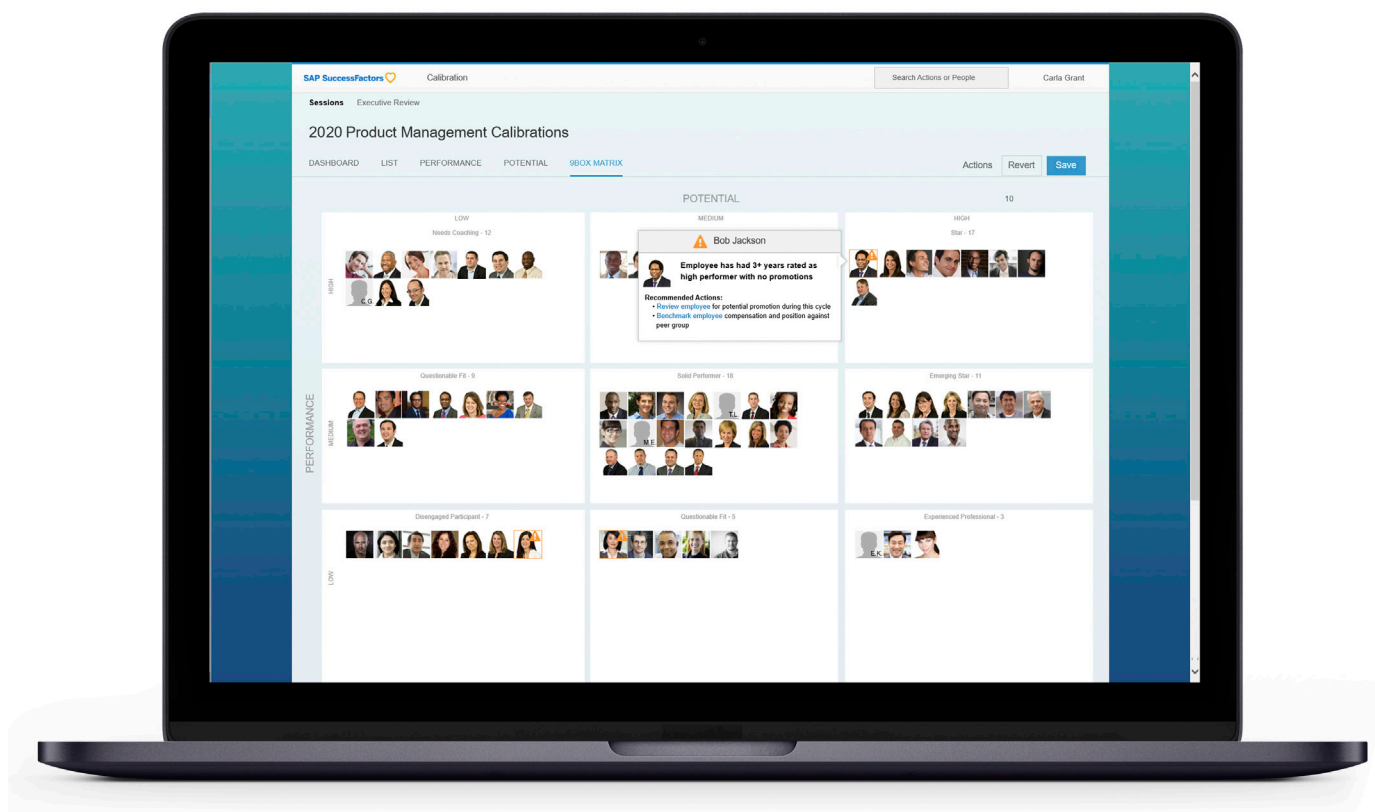 SAP SuccessFactors
Calibration
Search Actions or People
Carla Grant
Sessions
Executive Review
2020 Product Management Calibrations
DASHBOARD
LIST
PERFORMANCE
POTENTIAL
9BOX MATRIX
Actions
Revert
Save
POTENTIAL
10
LOW
MEDIUM
HIGH
Needs Coaching - 12
Star - 17
Bob Jackson
Employee has had 3+ years rated as
high performer with no promotions
Recommended Actions:
• Review employee for potential promotion during this cycle
• Benchmark employee compensation and position against
peer group
HIGH
C.G.
PERFORMANCE
Questionable Fit - 9
Solid Performer - 18
Emerging Star - 11
MEDIUM
T.L.
M.E.
Disengaged Participant - 7
Questionable Fit - 5
Experienced Professional - 3
LOW
E.K.